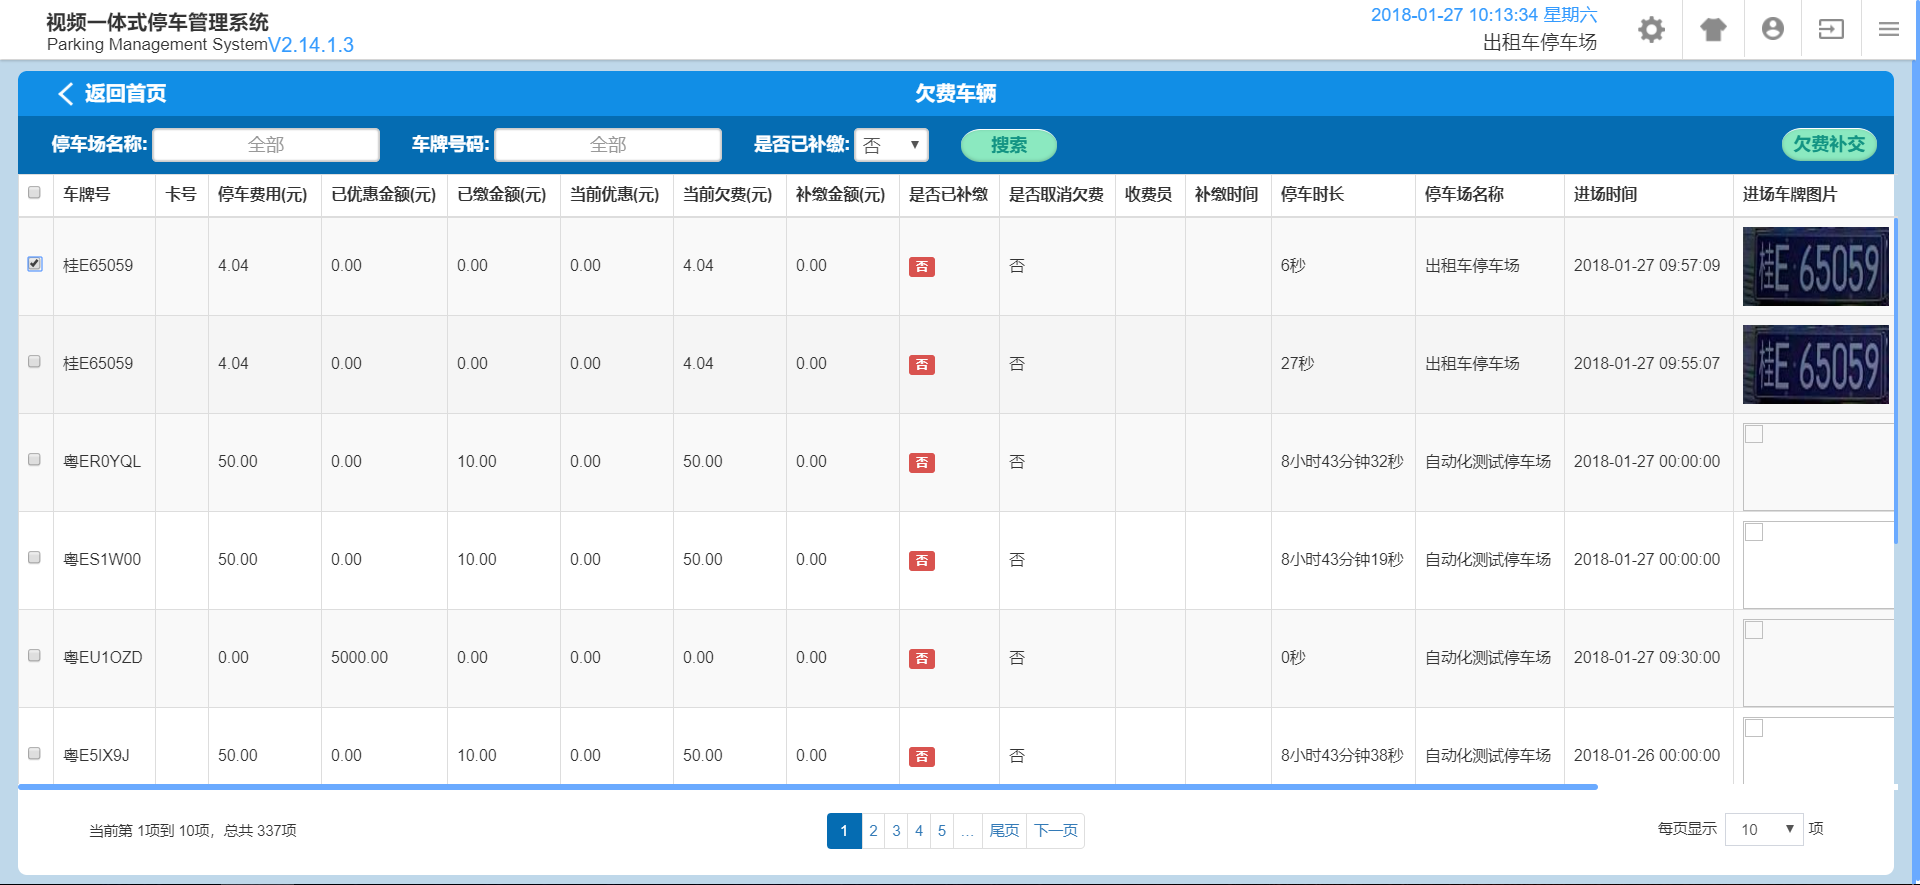 视频一体式停车管理系统
Parking Management SystemV2.14.1.3
2018-01-27 10:13:34 星期六
出租车停车场
返回首页 欠费车辆
停车场名称: 全部 车牌号码: 全部 是否已补缴: 否 搜索 欠费补交
车牌号 卡号 停车费用(元) 已优惠金额(元) 已缴金额(元) 当前优惠(元) 当前欠费(元) 补缴金额(元) 是否已补缴 是否取消欠费 收费员 补缴时间 停车时长 停车场名称 进场时间 进场车牌图片
桂E65059 4.04 0.00 0.00 0.00 4.04 0.00 否 否 6秒 出租车停车场 2018-01-27 09:57:09 桂E·65059
桂E65059 4.04 0.00 0.00 0.00 4.04 0.00 否 否 27秒 出租车停车场 2018-01-27 09:55:07 桂E·65059
粤ER0YQL 50.00 0.00 10.00 0.00 50.00 0.00 否 否 8小时43分钟32秒 自动化测试停车场 2018-01-27 00:00:00
粤ES1W00 50.00 0.00 10.00 0.00 50.00 0.00 否 否 8小时43分钟19秒 自动化测试停车场 2018-01-27 00:00:00
粤EU1OZD 0.00 5000.00 0.00 0.00 0.00 0.00 否 否 0秒 自动化测试停车场 2018-01-27 09:30:00
粤E5IX9J 50.00 0.00 10.00 0.00 50.00 0.00 否 否 8小时43分钟38秒 自动化测试停车场 2018-01-26 00:00:00
当前第 1项到 10项，总共 337项 1 2 3 4 5 ... 尾页 下一页 每页显示 10 项